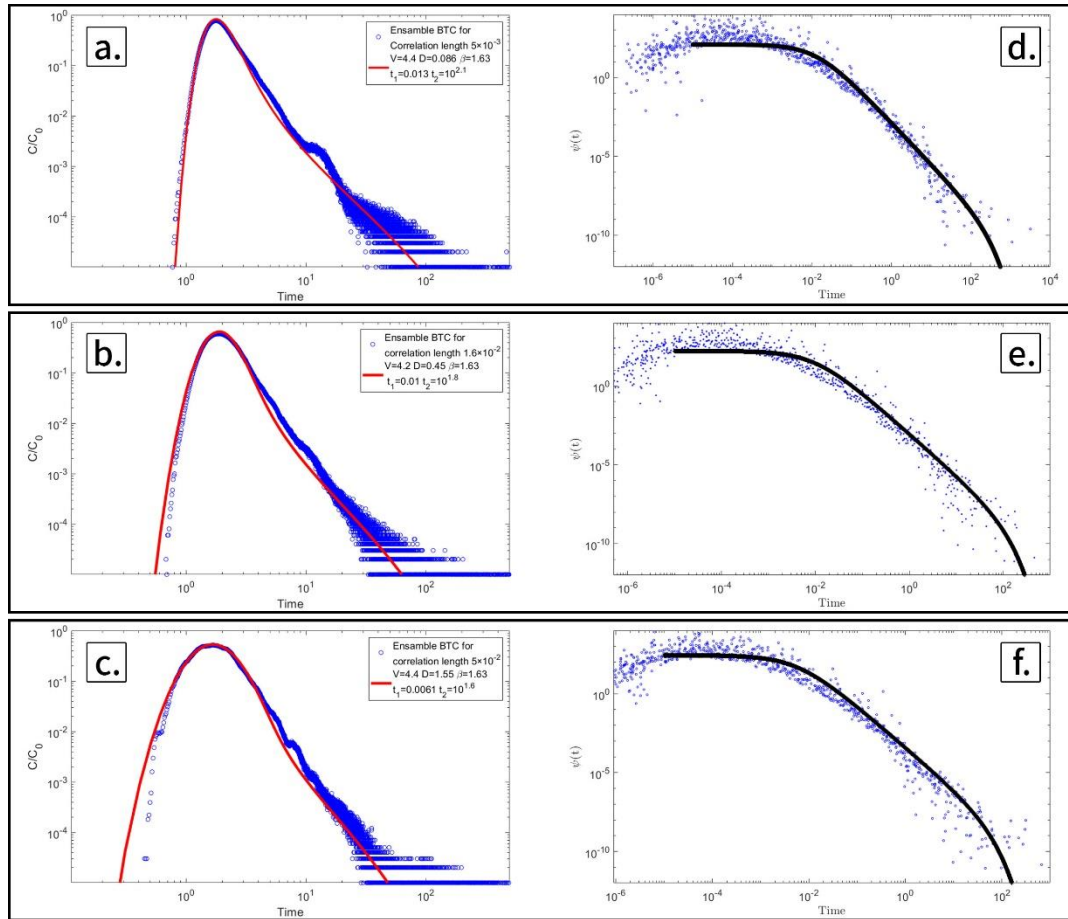 a.
10⁰
10⁻¹
10⁻²
10⁻³
10⁻⁴
C/C₀
10⁰
10¹
10²
Time
Ensamble BTC for
Correlation length 5×10⁻³
V=4.4 D=0.086 β=1.63
t₁=0.013 t₂=10^2.1
d.
10⁰
10⁻⁵
10⁻¹⁰
ψ(t)
10⁻⁶
10⁻⁴
10⁻²
10⁰
10²
10⁴
Time
b.
10⁰
10⁻¹
10⁻²
10⁻³
10⁻⁴
C/C₀
10⁰
10¹
10²
Time
Ensamble BTC for
correlation length 1.6×10⁻²
V=4.2 D=0.45 β=1.63
t₁=0.01 t₂=10^1.8
e.
10⁰
10⁻⁵
10⁻¹⁰
ψ(t)
10⁻⁶
10⁻⁴
10⁻²
10⁰
10²
Time
c.
10⁰
10⁻¹
10⁻²
10⁻³
10⁻⁴
C/C₀
10⁰
10¹
10²
Time
Ensamble BTC for
correlation length 5×10⁻²
V=4.4 D=1.55 β=1.63
t₁=0.0061 t₂=10^1.6
f.
10⁰
10⁻⁵
10⁻¹⁰
ψ(t)
10⁻⁶
10⁻⁴
10⁻²
10⁰
10²
Time